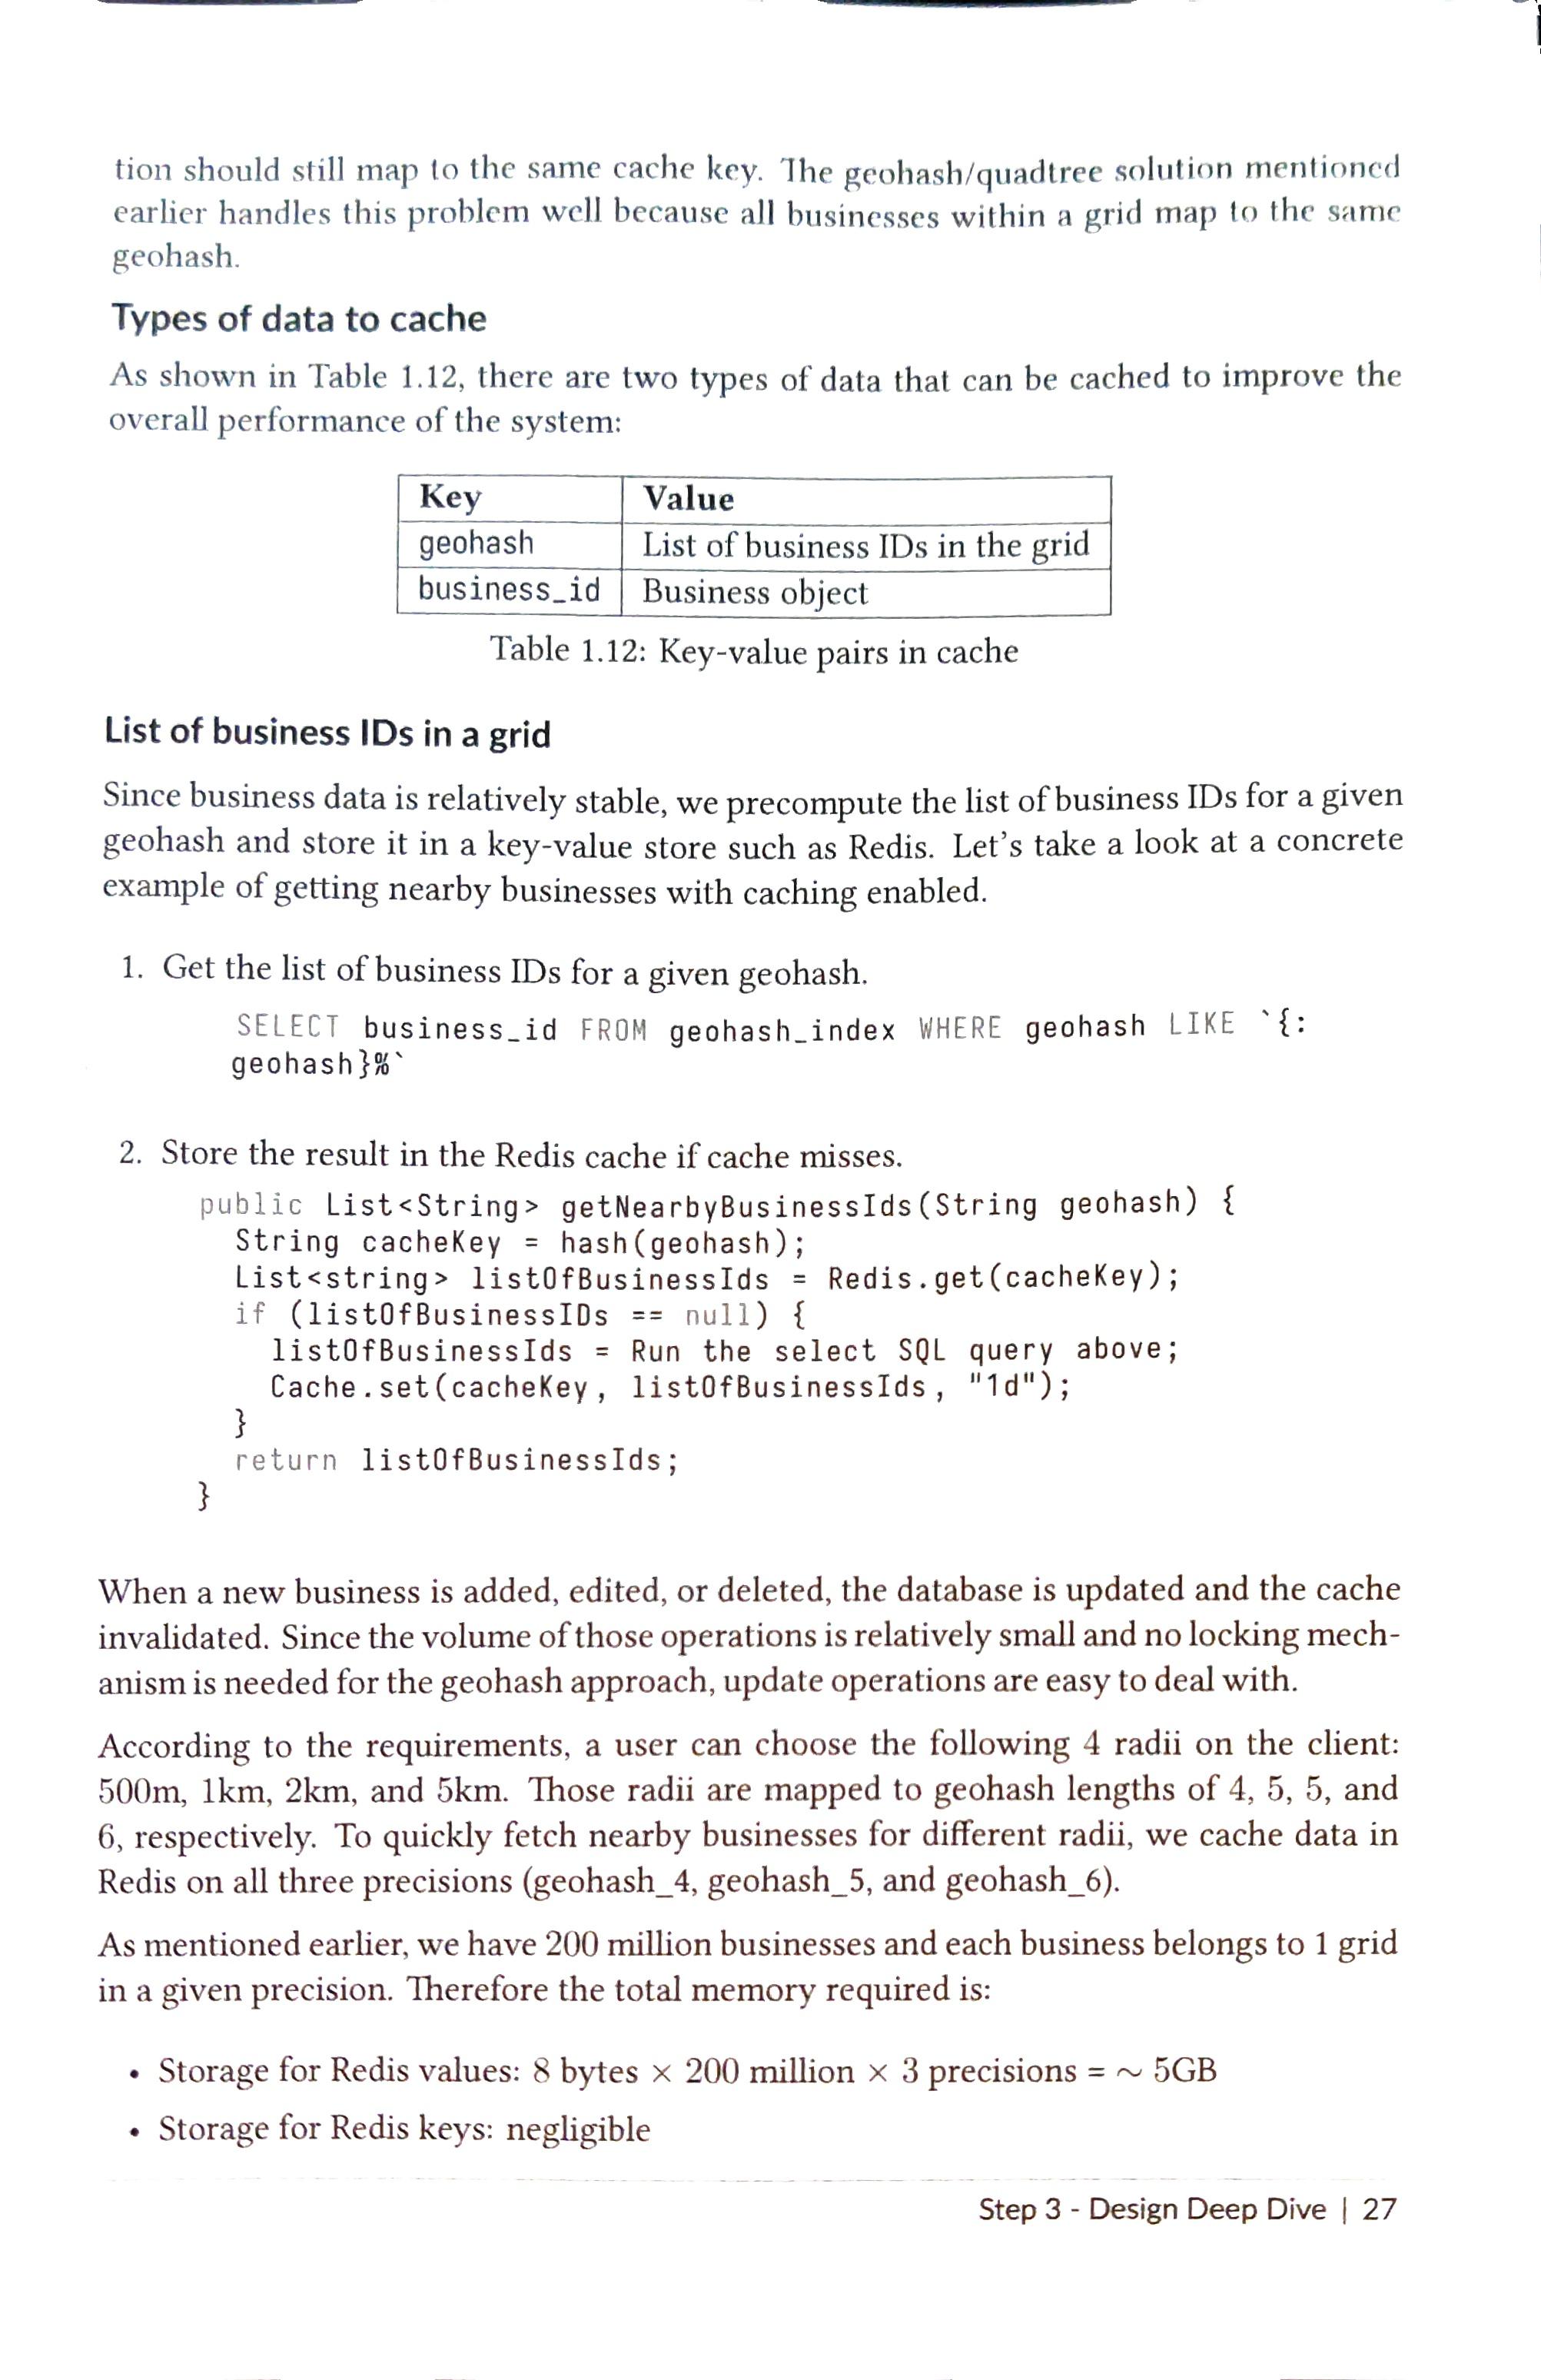 tion should still map to the same cache key. The geohash/quadtree solution mentioned
earlier handles this problem well because all businesses within a grid map to the same
geohash.
Types of data to cache
As shown in Table 1.12, there are two types of data that can be cached to improve the
overall performance of the system:
Key Value
geohash List of business IDs in the grid
business_id Business object
Table 1.12: Key-value pairs in cache
List of business IDs in a grid
Since business data is relatively stable, we precompute the list of business IDs for a given
geohash and store it in a key-value store such as Redis. Let's take a look at a concrete
example of getting nearby businesses with caching enabled.
1. Get the list of business IDs for a given geohash.
SELECT business_id FROM geohash_index WHERE geohash LIKE `{:
geohash}%`
2. Store the result in the Redis cache if cache misses.
public List<String> getNearbyBusinessIds(String geohash) {
String cacheKey = hash(geohash);
List<string> listOfBusinessIds = Redis.get(cacheKey);
if (listOfBusinessIDs == null) {
listOfBusinessIds = Run the select SQL query above;
Cache.set(cacheKey, listOfBusinessIds, "1d");
}
return listOfBusinessIds;
}
When a new business is added, edited, or deleted, the database is updated and the cache
invalidated. Since the volume of those operations is relatively small and no locking mech-
anism is needed for the geohash approach, update operations are easy to deal with.
According to the requirements, a user can choose the following 4 radii on the client:
500m, 1km, 2km, and 5km. Those radii are mapped to geohash lengths of 4, 5, 5, and
6, respectively. To quickly fetch nearby businesses for different radii, we cache data in
Redis on all three precisions (geohash_4, geohash_5, and geohash_6).
As mentioned earlier, we have 200 million businesses and each business belongs to 1 grid
in a given precision. Therefore the total memory required is:
• Storage for Redis values: 8 bytes × 200 million × 3 precisions = ~ 5GB
• Storage for Redis keys: negligible
Step 3 - Design Deep Dive | 27